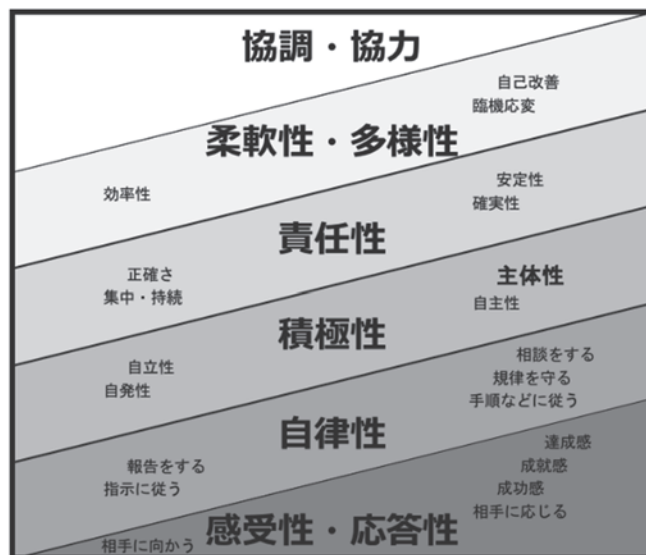 協調・協力
自己改善
臨機応変
柔軟性・多様性
効率性
安定性
確実性
責任性
正確さ
集中・持続
主体性
自主性
積極性
自立性
自発性
相談をする
規律を守る
手順などに従う
自律性
報告をする
指示に従う
達成感
成就感
成功感
相手に応じる
感受性・応答性
相手に向かう